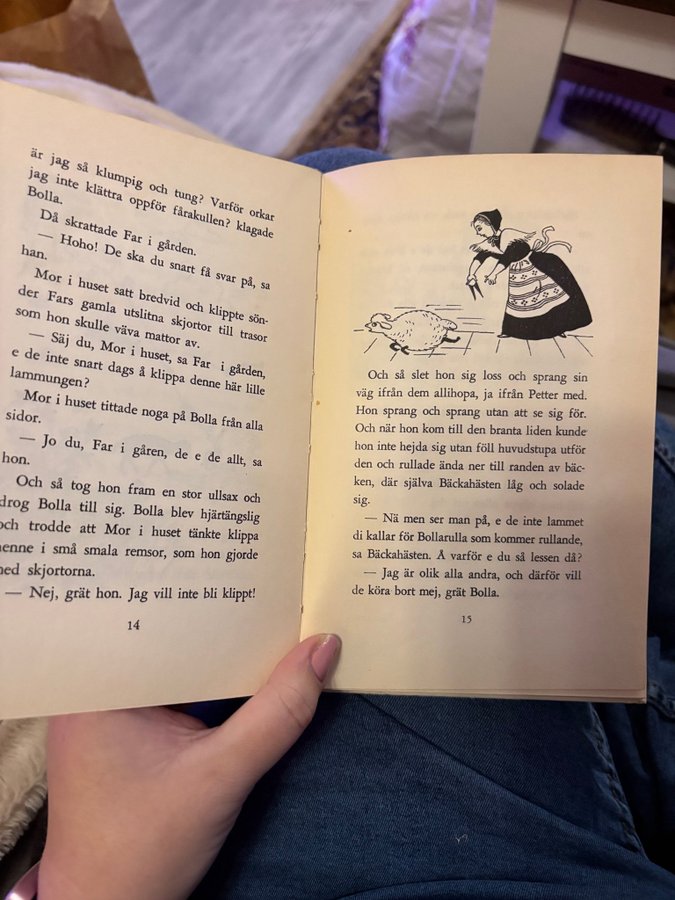 är jag så klumpig och tung? Varför orkar
jag inte klättra oppför fårakullen? klagade
Bolla.
Då skrattade Far i gården.
— Hoho! De ska du snart få svar på, sa
han.
Mor i huset satt bredvid och klippte sön-
der Fars gamla utslitna skjortor till trasor
som hon skulle väva mattor av.
— Säj du, Mor i huset, sa Far i gården,
e de inte snart dags å klippa denne här lille
lammungen?
Mor i huset tittade noga på Bolla från alla
sidor.
— Jo du, Far i gåren, de e de allt, sa
hon.
Och så tog hon fram en stor ullsax och
drog Bolla till sig. Bolla blev hjärtängslig
och trodde att Mor i huset tänkte klippa
henne i små smala remsor, som hon gjorde
med skjortorna.
— Nej, grät hon. Jag vill inte bli klippt!
14
Och så slet hon sig loss och sprang sin
väg ifrån dem allihopa, ja ifrån Petter med.
Hon sprang och sprang utan att se sig för.
Och när hon kom till den branta liden kunde
hon inte hejda sig utan föll huvudstupa utför
den och rullade ända ner till randen av bäc-
ken, där själva Bäckahästen låg och solade
sig.
— Nä men ser man på, e de inte lammet
di kallar för Bollarulla som kommer rullande,
sa Bäckahästen. Å varför e du så lessen då?
— Jag är olik alla andra, och därför vill
de köra bort mej, grät Bolla.
15